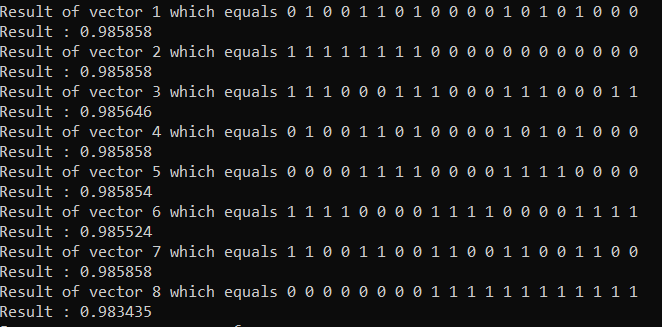 Result of vector 1 which equals 0 1 0 0 1 1 0 1 0 0 0 0 1 0 1 0 1 0 0 0
Result : 0.985858
Result of vector 2 which equals 1 1 1 1 1 1 1 1 0 0 0 0 0 0 0 0 0 0 0 0
Result : 0.985858
Result of vector 3 which equals 1 1 1 0 0 0 1 1 1 0 0 0 1 1 1 0 0 0 1 1
Result : 0.985646
Result of vector 4 which equals 0 1 0 0 1 1 0 1 0 0 0 0 1 0 1 0 1 0 0 0
Result : 0.985858
Result of vector 5 which equals 0 0 0 0 1 1 1 1 0 0 0 0 1 1 1 1 0 0 0 0
Result : 0.985854
Result of vector 6 which equals 1 1 1 1 0 0 0 0 1 1 1 1 0 0 0 0 1 1 1 1
Result : 0.985524
Result of vector 7 which equals 1 1 0 0 1 1 0 0 1 1 0 0 1 1 0 0 1 1 0 0
Result : 0.985858
Result of vector 8 which equals 0 0 0 0 0 0 0 0 1 1 1 1 1 1 1 1 1 1 1 1
Result : 0.983435